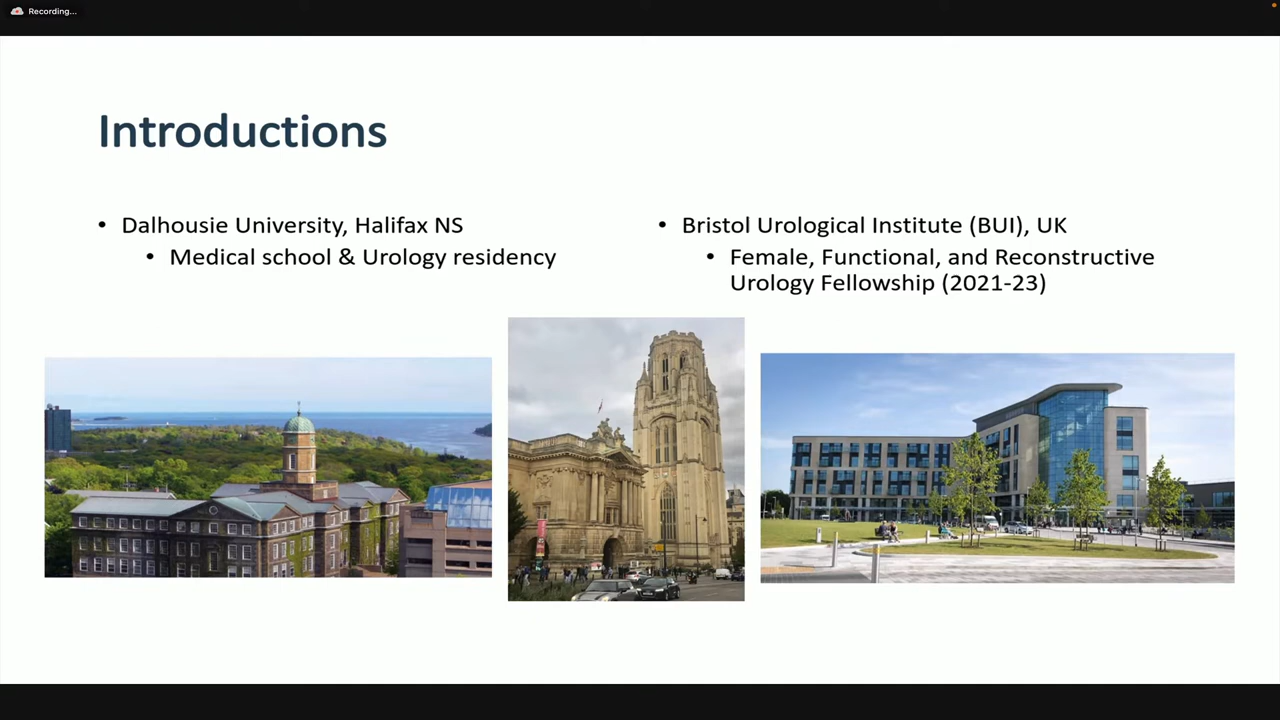 Recording...
Introductions
• Dalhousie University, Halifax NS
• Medical school & Urology residency
• Bristol Urological Institute (BUI), UK
• Female, Functional, and Reconstructive
Urology Fellowship (2021-23)